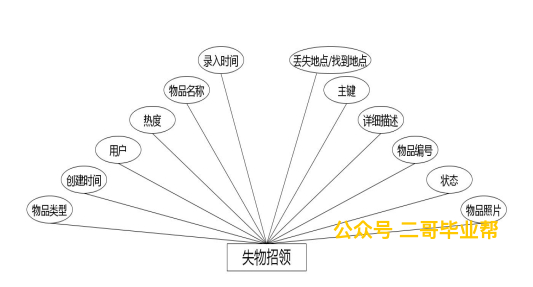 录入时间
丢失地点/找到地点
物品名称
主键
热度
详细描述
用户
物品编号
创建时间
状态
物品类型
物品照片
公众号 二哥毕业帮
失物招领